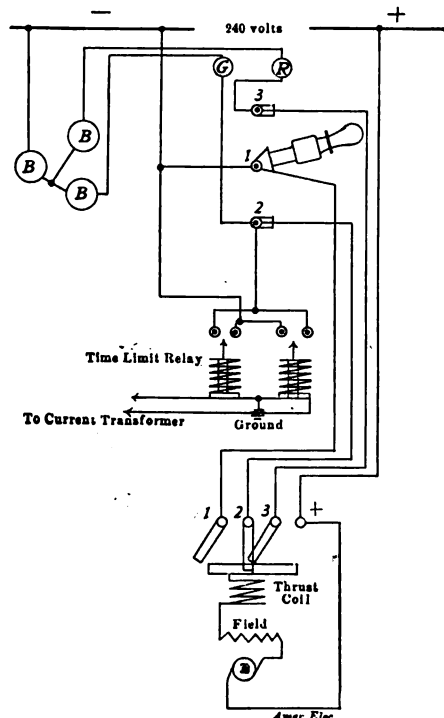 − 240 volts +
G R
3
B
1
B
B
2
Time Limit Relay
To Current Transformer
Ground
1 2 3 +
Thrust
Coil
Field
Amer. Elec.